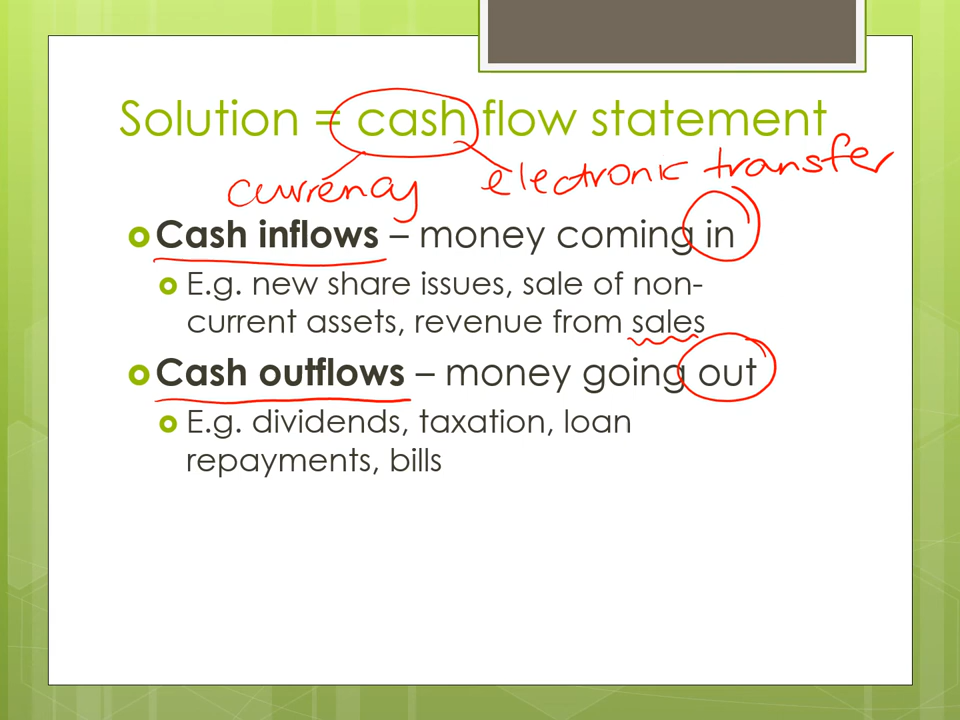 Solution = cash flow statement
currency electronic transfer
Cash inflows – money coming in
E.g. new share issues, sale of non-
current assets, revenue from sales
Cash outflows – money going out
E.g. dividends, taxation, loan
repayments, bills